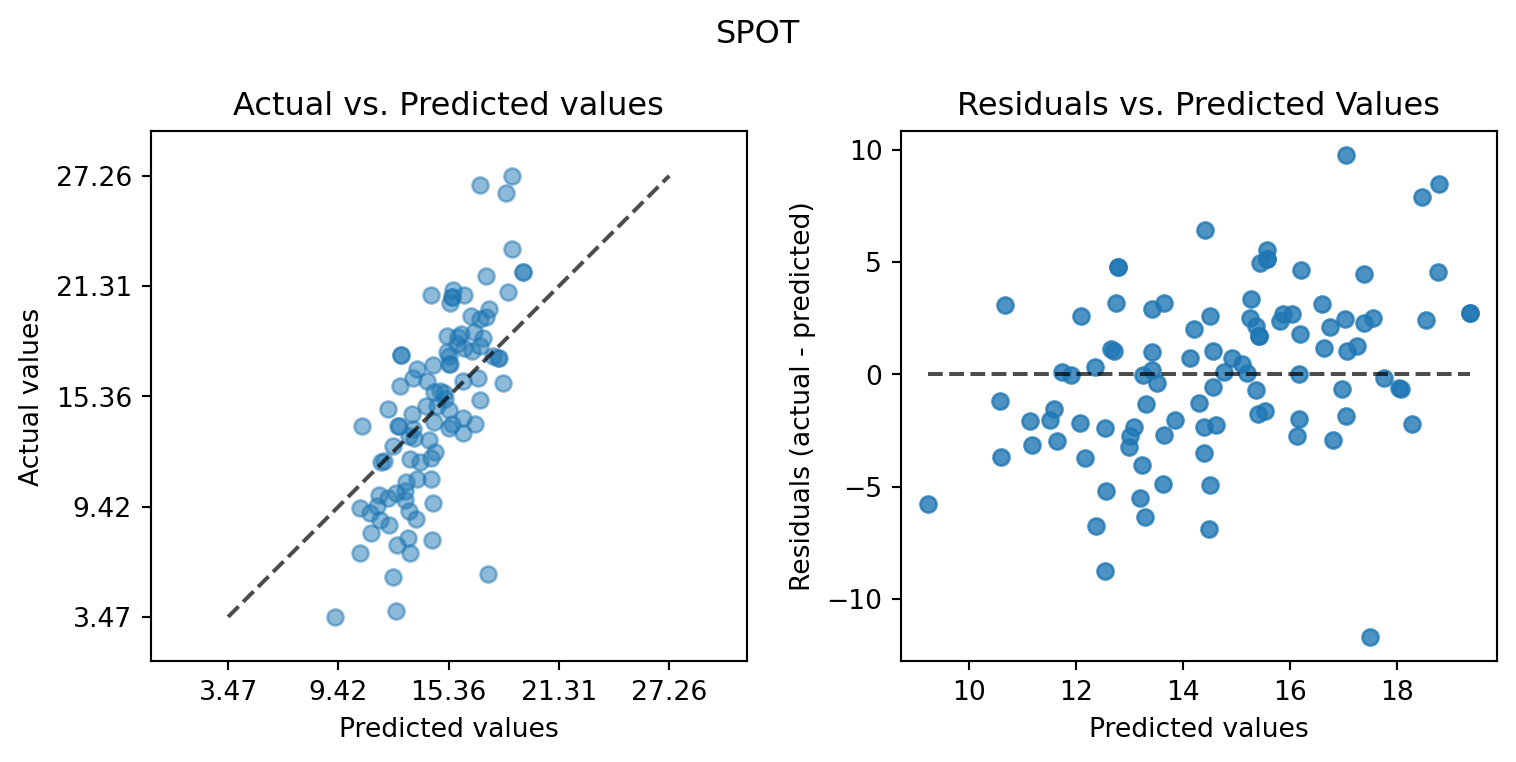 SPOT
Actual vs. Predicted values
27.26
21.31
15.36
9.42
3.47
Actual values
3.47 9.42 15.36 21.31 27.26
Predicted values
Residuals vs. Predicted Values
10
5
0
−5
−10
Residuals (actual - predicted)
10 12 14 16 18
Predicted values